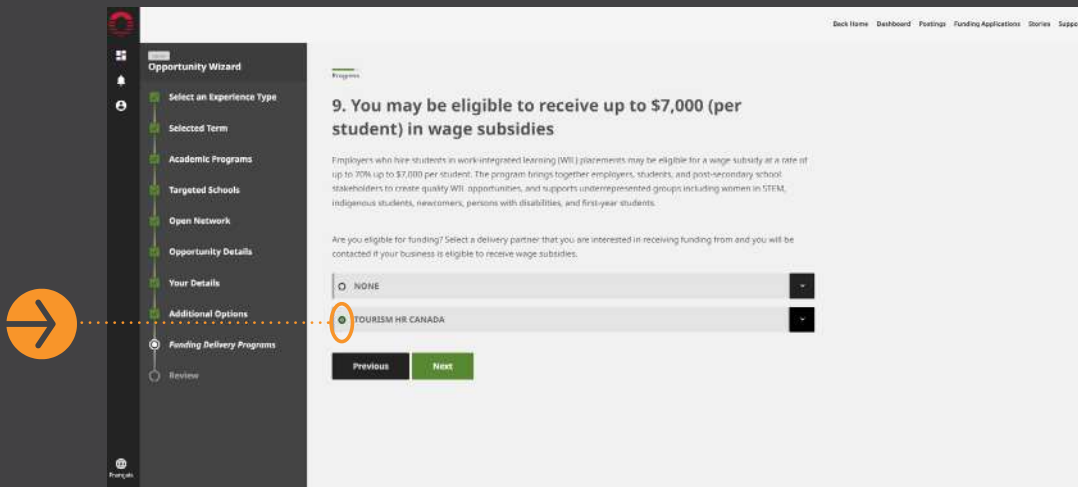 Back Home Dashboard Postings Funding Applications Stories Suppo
Opportunity Wizard
Select an Experience Type
Selected Term
Academic Programs
Targeted Schools
Open Network
Opportunity Details
Your Details
Additional Options
Funding Delivery Programs
Review
Français
Progress
9. You may be eligible to receive up to $7,000 (per
student) in wage subsidies
Employers who hire students in work-integrated learning (WIL) placements may be eligible for a wage subsidy at a rate of
up to 70% up to $7,000 per student. The program brings together employers, students, and post-secondary school
stakeholders to create quality WIL opportunities, and supports underrepresented groups including women in STEM,
indigenous students, newcomers, persons with disabilities, and first-year students.
Are you eligible for funding? Select a delivery partner that you are interested in receiving funding from and you will be
contacted if your business is eligible to receive wage subsidies.
NONE
TOURISM HR CANADA
Previous Next